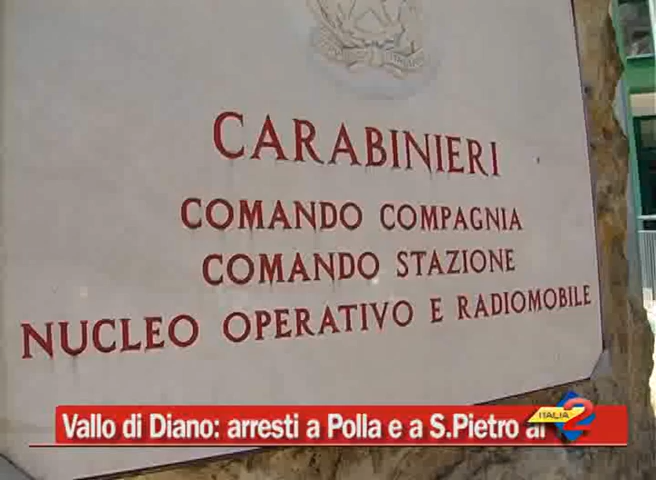 CARABINIERI
COMANDO COMPAGNIA
COMANDO STAZIONE
NUCLEO OPERATIVO E RADIOMOBILE
Vallo di Diano: arresti a Polla e a S.Pietro al
ITALIA 2